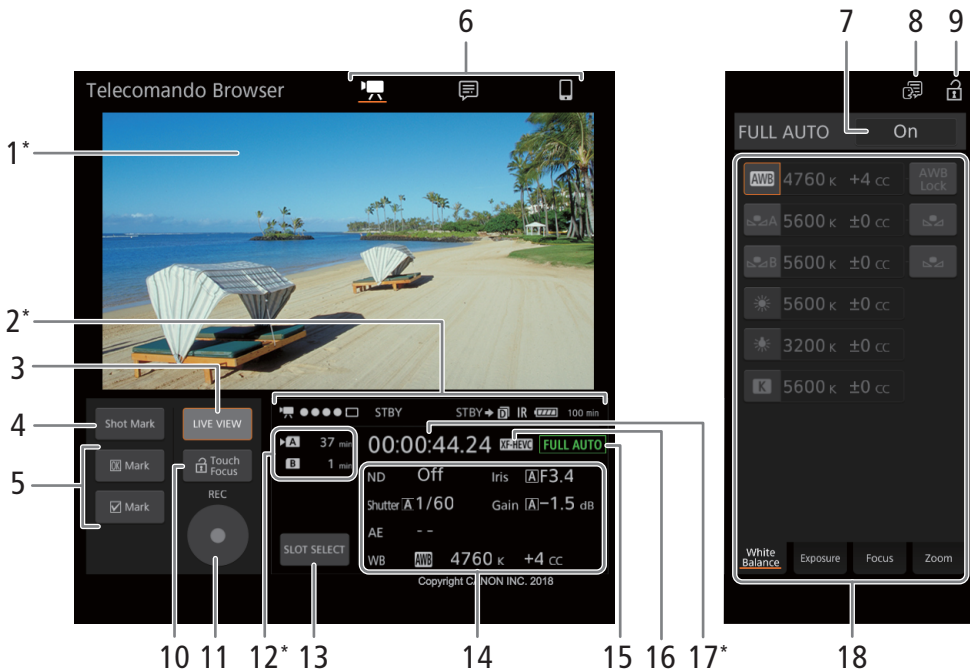 6
7
8
9
Telecomando Browser
FULL AUTO On
1*
AWB 4760 K +4 CC AWB Lock
A 5600 K ±0 CC
B 5600 K ±0 CC
5600 K ±0 CC
3200 K ±0 CC
K 5600 K ±0 CC
2*
3
4
5
STBY STBY D IR 100 min
Shot Mark LIVE VIEW
A 37 min 00:00:44.24 XF-HEVC FULL AUTO
B 1 min
OK Mark Touch Focus
ND Off Iris A F3.4
Shutter A 1/60 Gain A −1.5 dB
Mark REC
AE --
SLOT SELECT
WB AWB 4760 K +4 CC
Copyright CANON INC. 2018
White Balance Exposure Focus Zoom
10 11 12* 13 14 15 16 17* 18